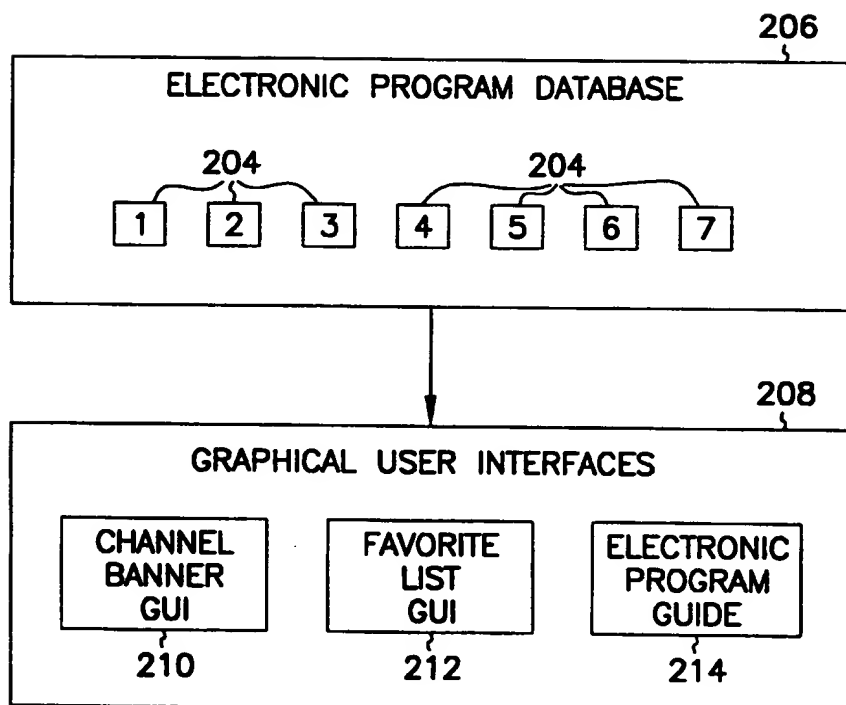 206
ELECTRONIC PROGRAM DATABASE
204 204
1 2 3 4 5 6 7
208
GRAPHICAL USER INTERFACES
CHANNEL
BANNER
GUI
210
FAVORITE
LIST
GUI
212
ELECTRONIC
PROGRAM
GUIDE
214